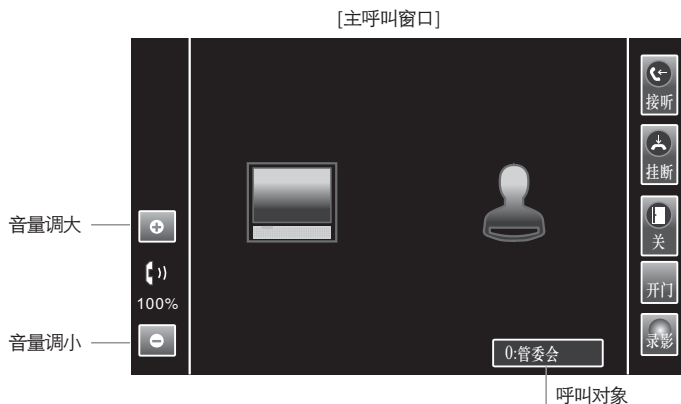 [主呼叫窗口]
接听
挂断
音量调大
关
100%
开门
音量调小
录影
0:管委会
呼叫对象